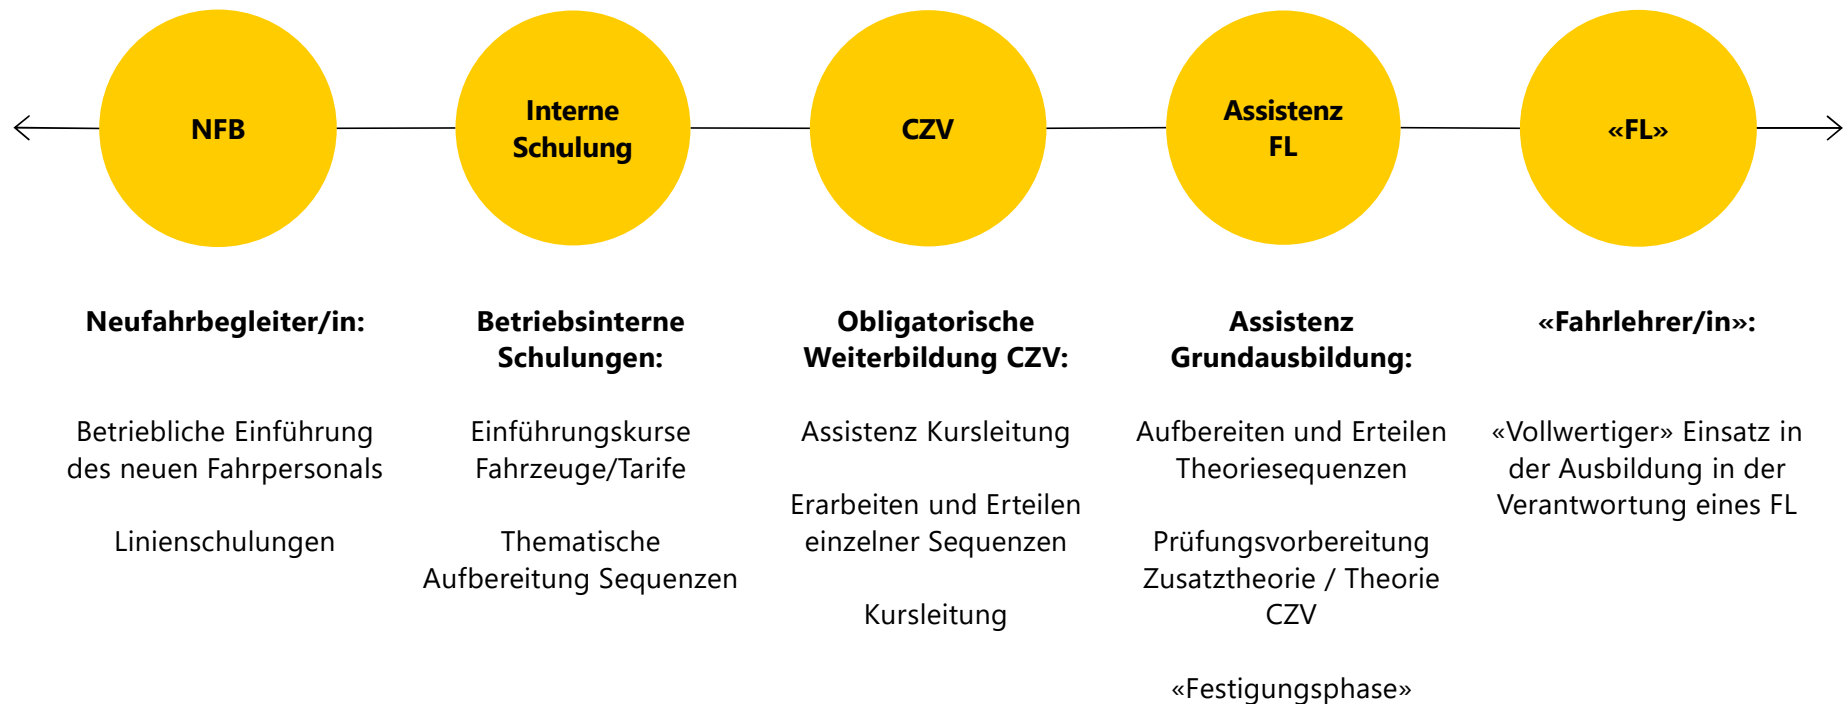 NFB
Interne
Schulung
CZV
Assistenz
FL
«FL»
Neufahrbegleiter/in:
Betriebliche Einführung
des neuen Fahrpersonals
Linienschulungen
Betriebsinterne
Schulungen:
Einführungskurse
Fahrzeuge/Tarife
Thematische
Aufbereitung Sequenzen
Obligatorische
Weiterbildung CZV:
Assistenz Kursleitung
Erarbeiten und Erteilen
einzelner Sequenzen
Kursleitung
Assistenz
Grundausbildung:
Aufbereiten und Erteilen
Theoriesequenzen
Prüfungsvorbereitung
Zusatztheorie / Theorie
CZV
«Festigungsphase»
«Fahrlehrer/in»:
«Vollwertiger» Einsatz in
der Ausbildung in der
Verantwortung eines FL